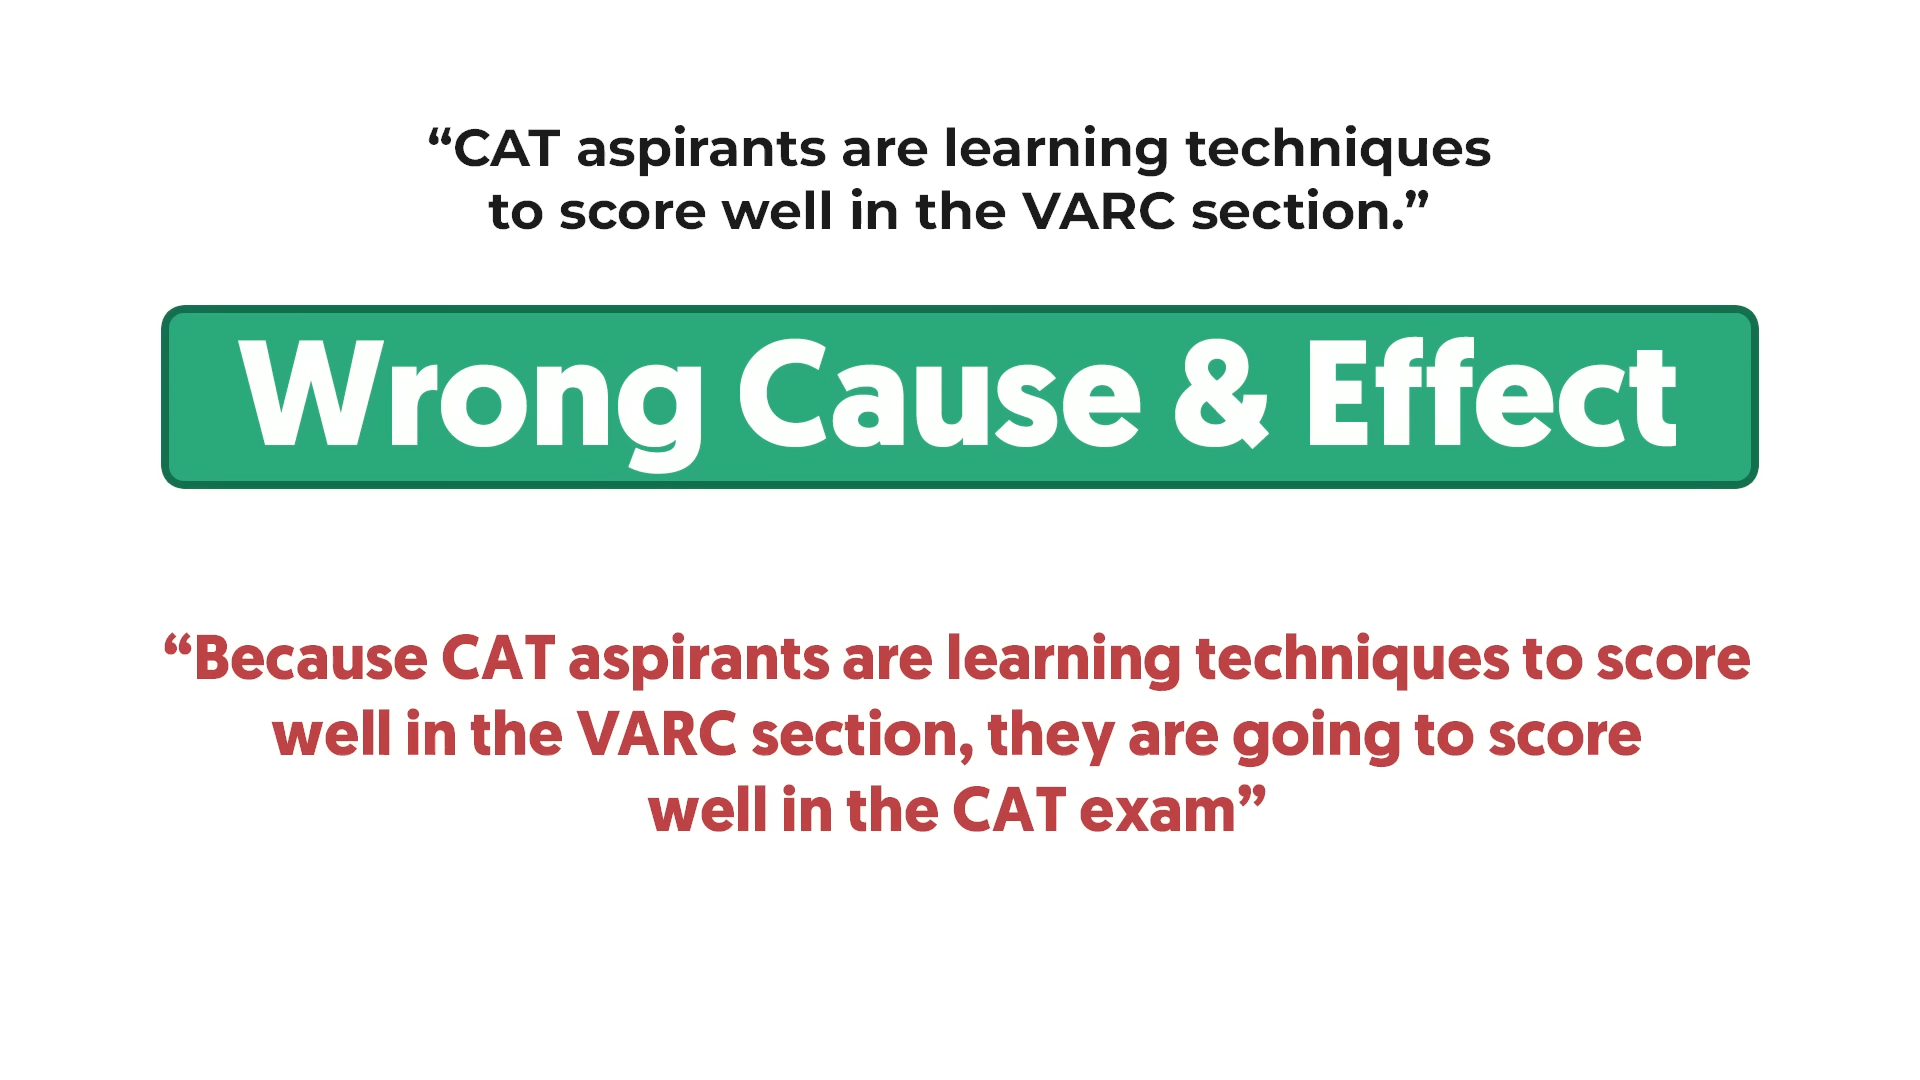 “CAT aspirants are learning techniques
to score well in the VARC section.”
Wrong Cause & Effect
“Because CAT aspirants are learning techniques to score
well in the VARC section, they are going to score
well in the CAT exam”